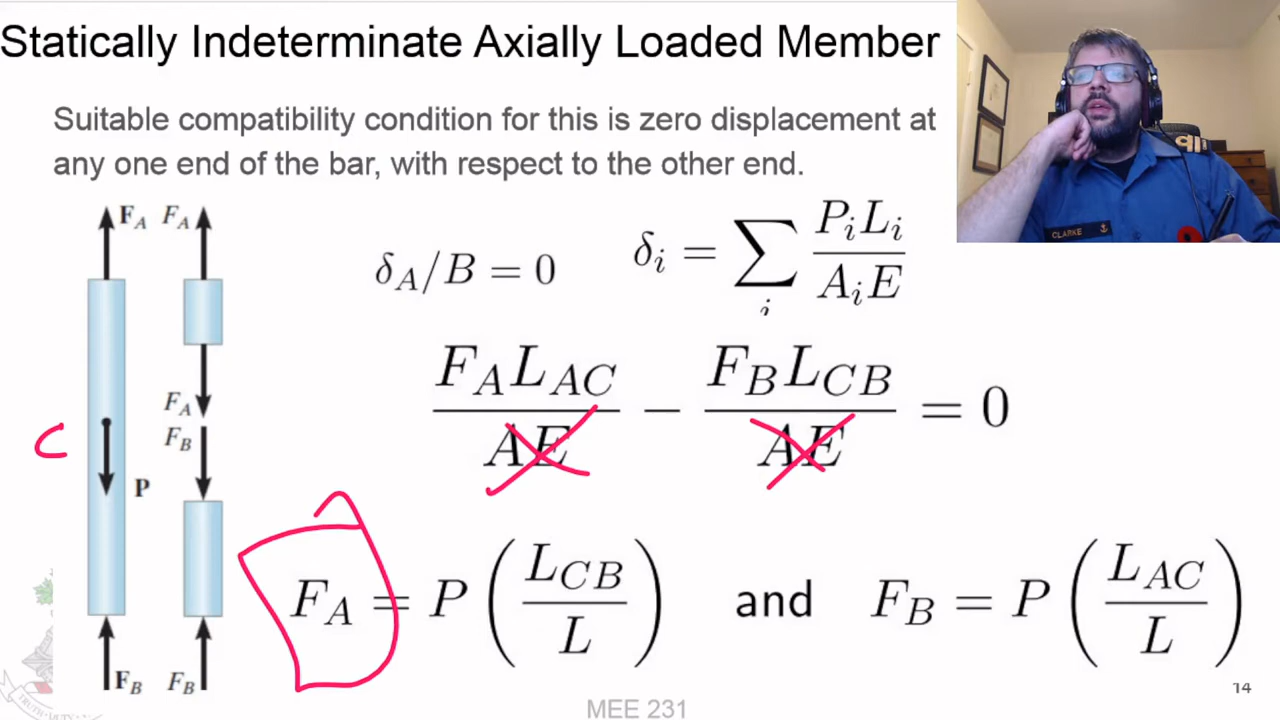 Statically Indeterminate Axially Loaded Member
Suitable compatibility condition for this is zero displacement at
any one end of the bar, with respect to the other end.
F_A F_A
δ_A/B = 0
δ_i = ∑_i P_i L_i / A_i E
F_A L_AC / AE − F_B L_CB / AE = 0
F_A
F_B
C
P
F_A = P (L_CB / L) and F_B = P (L_AC / L)
F_B F_B
MEE 231
14
CLARKE